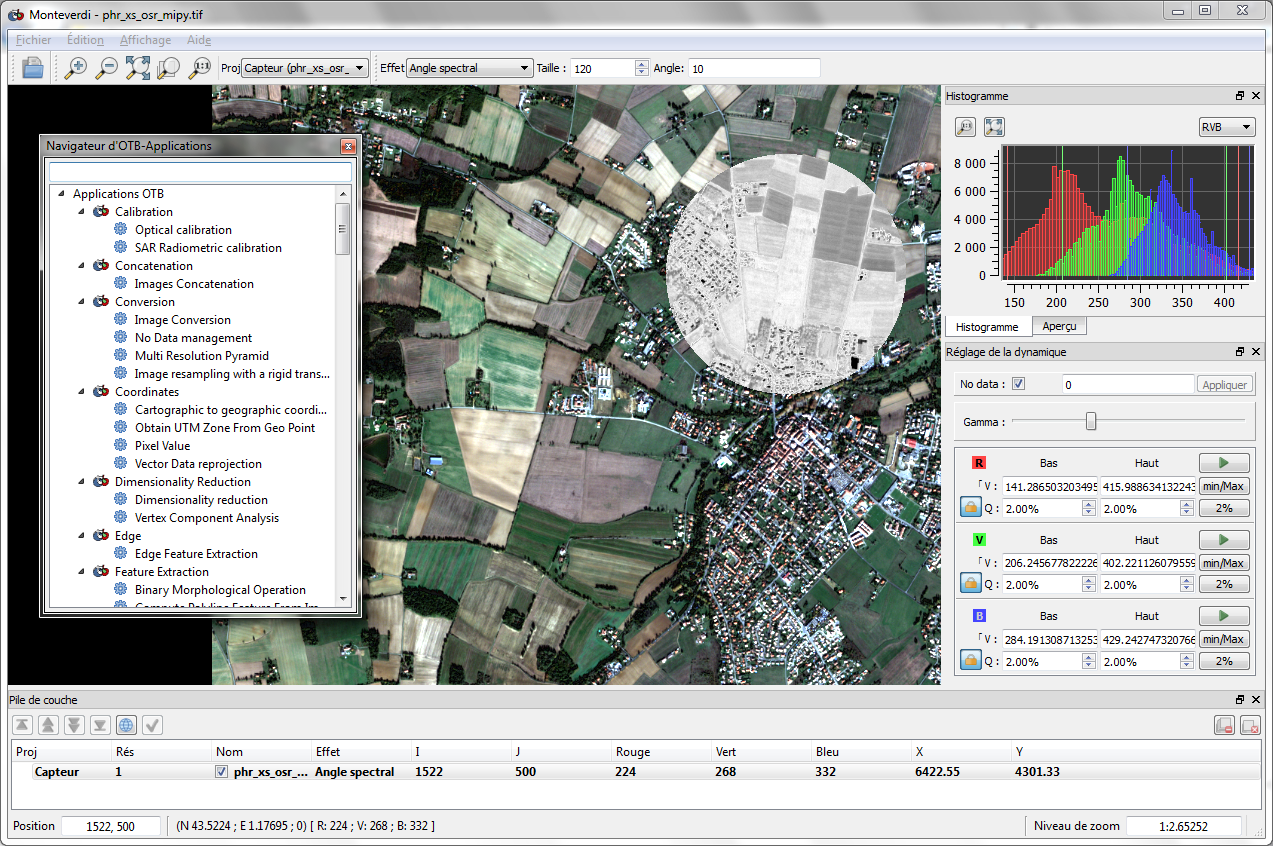 Monteverdi - phr_xs_osr_mipy.tif
Fichier Édition Affichage Aide
Proj Capteur (phr_xs_osr_ Effet Angle spectral Taille : 120 Angle: 10
Navigateur d'OTB-Applications
Applications OTB
Calibration
Optical calibration
SAR Radiometric calibration
Concatenation
Images Concatenation
Conversion
Image Conversion
No Data management
Multi Resolution Pyramid
Image resampling with a rigid trans...
Coordinates
Cartographic to geographic coordi...
Obtain UTM Zone From Geo Point
Pixel Value
Vector Data reprojection
Dimensionality Reduction
Dimensionality reduction
Vertex Component Analysis
Edge
Edge Feature Extraction
Feature Extraction
Binary Morphological Operation
Histogramme
1:1 RVB
8 000
6 000
4 000
2 000
0
150 200 250 300 350 400
Histogramme Aperçu
Réglage de la dynamique
No data : 0 Appliquer
Gamma :
R Bas Haut
V : 141.286503203495 415.988634132243 min/Max
Q : 2.00% 2.00% 2%
V Bas Haut
V : 206.245677822226 402.221126079559 min/Max
Q : 2.00% 2.00% 2%
B Bas Haut
V : 284.191308713253 429.242747320766 min/Max
Q : 2.00% 2.00% 2%
Pile de couche
Proj Rés Nom Effet I J Rouge Vert Bleu X Y
Capteur 1 phr_xs_osr_... Angle spectral 1522 500 224 268 332 6422.55 4301.33
Position 1522, 500 (N 43.5224 ; E 1.17695 ; 0) [ R: 224 ; V: 268 ; B: 332 ] Niveau de zoom 1:2.65252